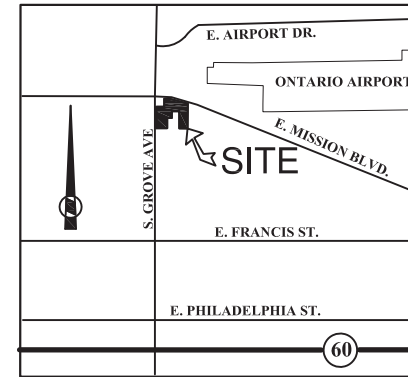 E. AIRPORT DR.
ONTARIO AIRPORT
E. MISSION BLVD.
S. GROVE AVE
SITE
E. FRANCIS ST.
E. PHILADELPHIA ST.
60